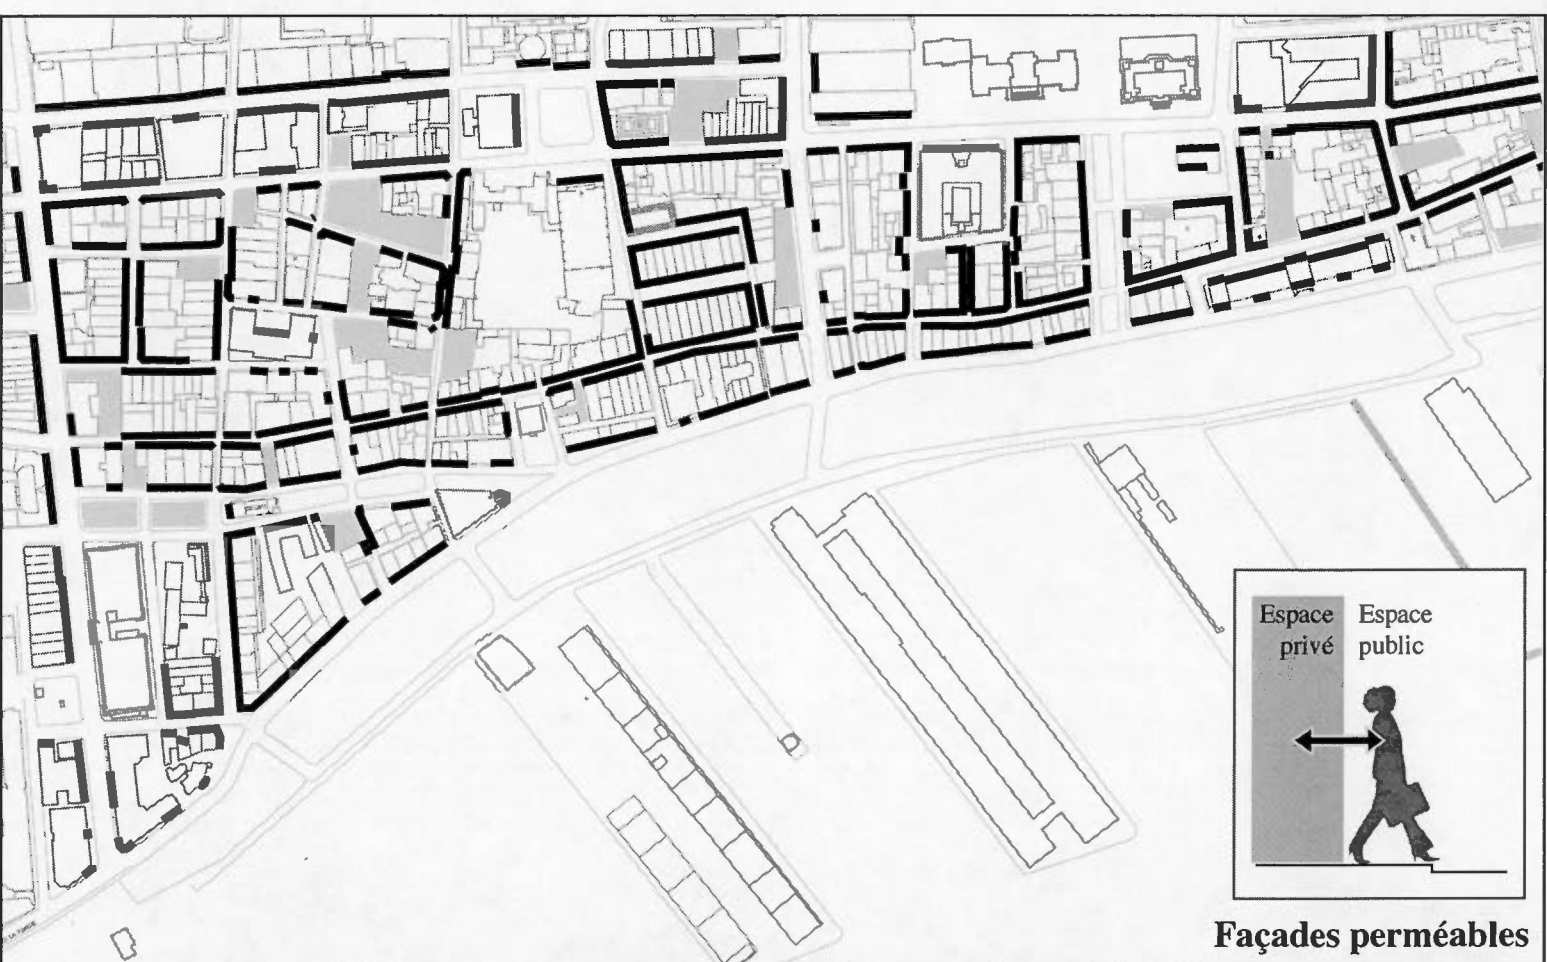 Espace
privé
Espace
public
Façades perméables